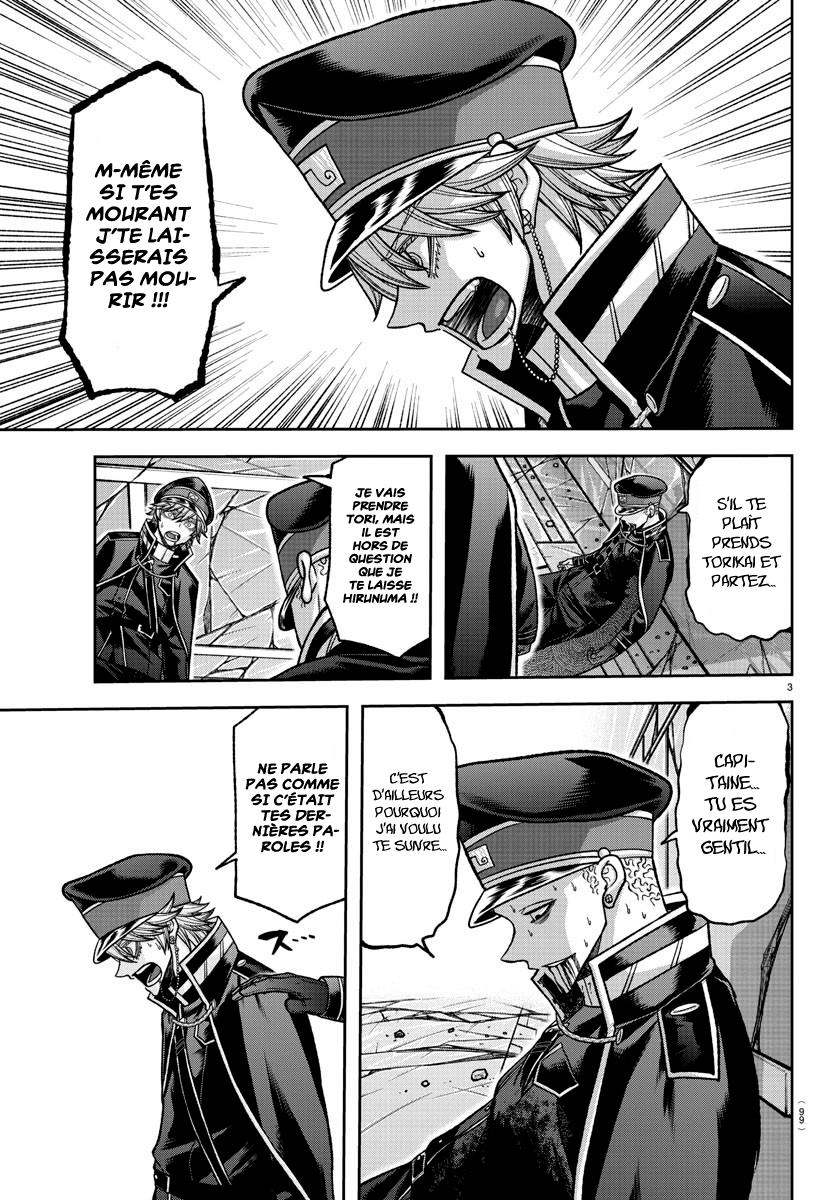 M-MÊME
SI T'ES
MOURANT
J'TE LAI-
SSERAIS
PAS MOU-
RIR !!!
S'IL TE
PLAÎT
PRENDS
TORIKAI ET
PARTEZ...
JE VAIS
PRENDRE
TORI, MAIS
IL EST
HORS DE
QUESTION
QUE JE
TE LAISSE
HIRUNUMA !!
3
CAPI-
TAINE...
TU ES
VRAIMENT
GENTIL...
C'EST
D'AILLEURS
POURQUOI
J'AI VOULU
TE SUIVRE...
NE PARLE
PAS COMME
SI C'ÉTAIT
TES DER-
NIÈRES PA-
ROLES !!
ス…
(99)